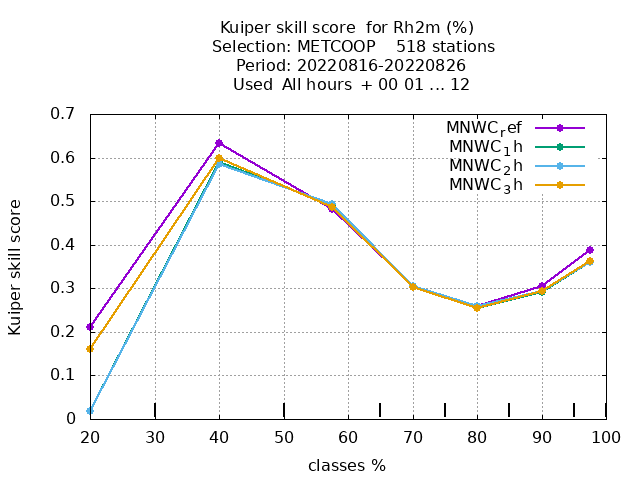 Kuiper skill score  for Rh2m (%)
Selection: METCOOP    518 stations
Period: 20220816-20220826
Used  All hours  + 00 01 ... 12
MNWC_ref
MNWC_1h
MNWC_2h
MNWC_3h
Kuiper skill score
0.7
0.6
0.5
0.4
0.3
0.2
0.1
0
20 30 40 50 60 70 80 90 100
classes %